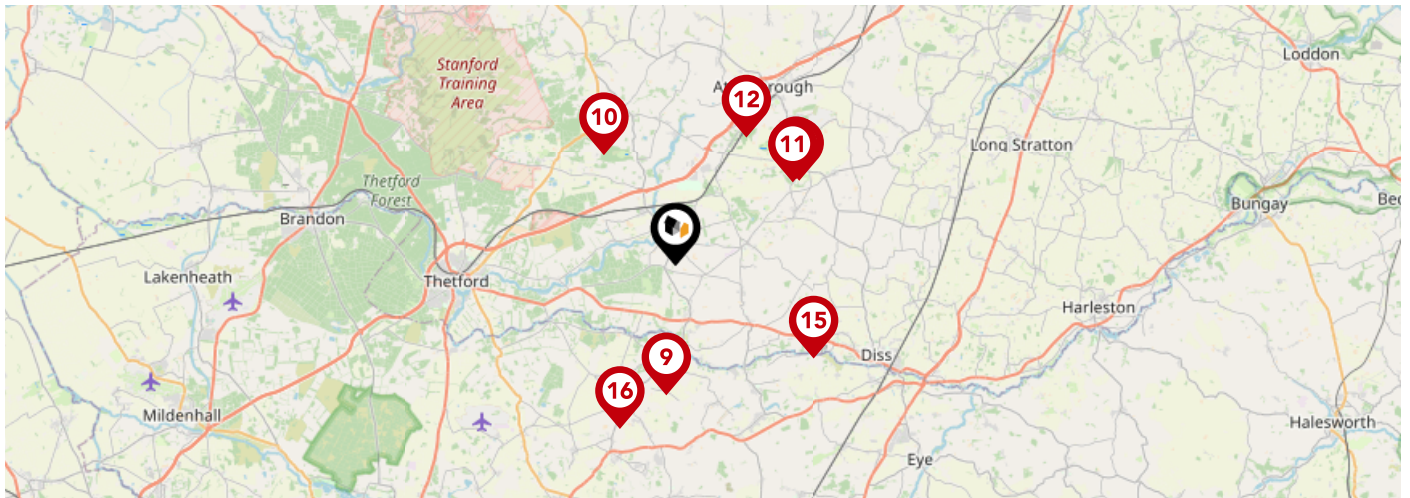 Loddon
Stanford
Training
Area
10
12
11
Long Stratton
Thetford
Forest
Brandon
Bungay
Lakenheath
Thetford
Harleston
15
Diss
9
16
Mildenhall
Halesworth
Eye